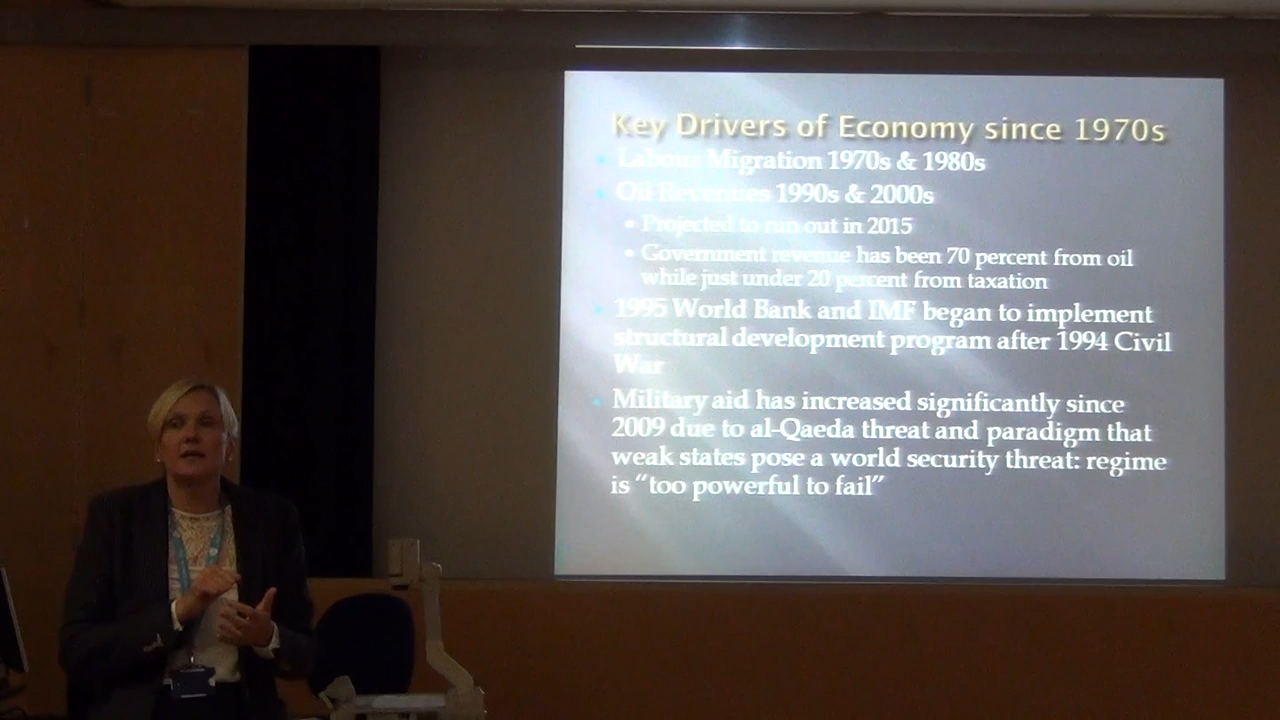 Key Drivers of Economy since 1970s
Labour Migration 1970s & 1980s
Oil Revenues 1990s & 2000s
Projected to run out in 2015
Government revenue has been 70 percent from oil
while just under 20 percent from taxation
1995 World Bank and IMF began to implement
structural development program after 1994 Civil
War
Military aid has increased significantly since
2009 due to al-Qaeda threat and paradigm that
weak states pose a world security threat: regime
is “too powerful to fail”